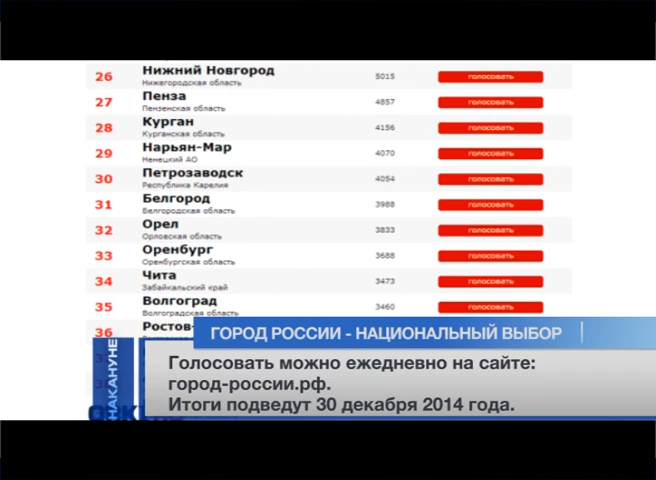 26 Нижний Новгород 5015 голосовать
Нижегородская область
27 Пенза 4857 голосовать
Пензенская область
28 Курган 4156 голосовать
Курганская область
29 Нарьян-Мар 4070 голосовать
Ненецкий АО
30 Петрозаводск 4054 голосовать
Республика Карелия
31 Белгород 3988 голосовать
Белгородская область
32 Орел 3833 голосовать
Орловская область
33 Оренбург 3688 голосовать
Оренбургская область
34 Чита 3473 голосовать
Забайкальский край
35 Волгоград 3460 голосовать
Волгоградская область
36 Ростов-
ГОРОД РОССИИ - НАЦИОНАЛЬНЫЙ ВЫБОР
НАКАНУНЕ
Голосовать можно ежедневно на сайте:
город-россии.рф.
Итоги подведут 30 декабря 2014 года.